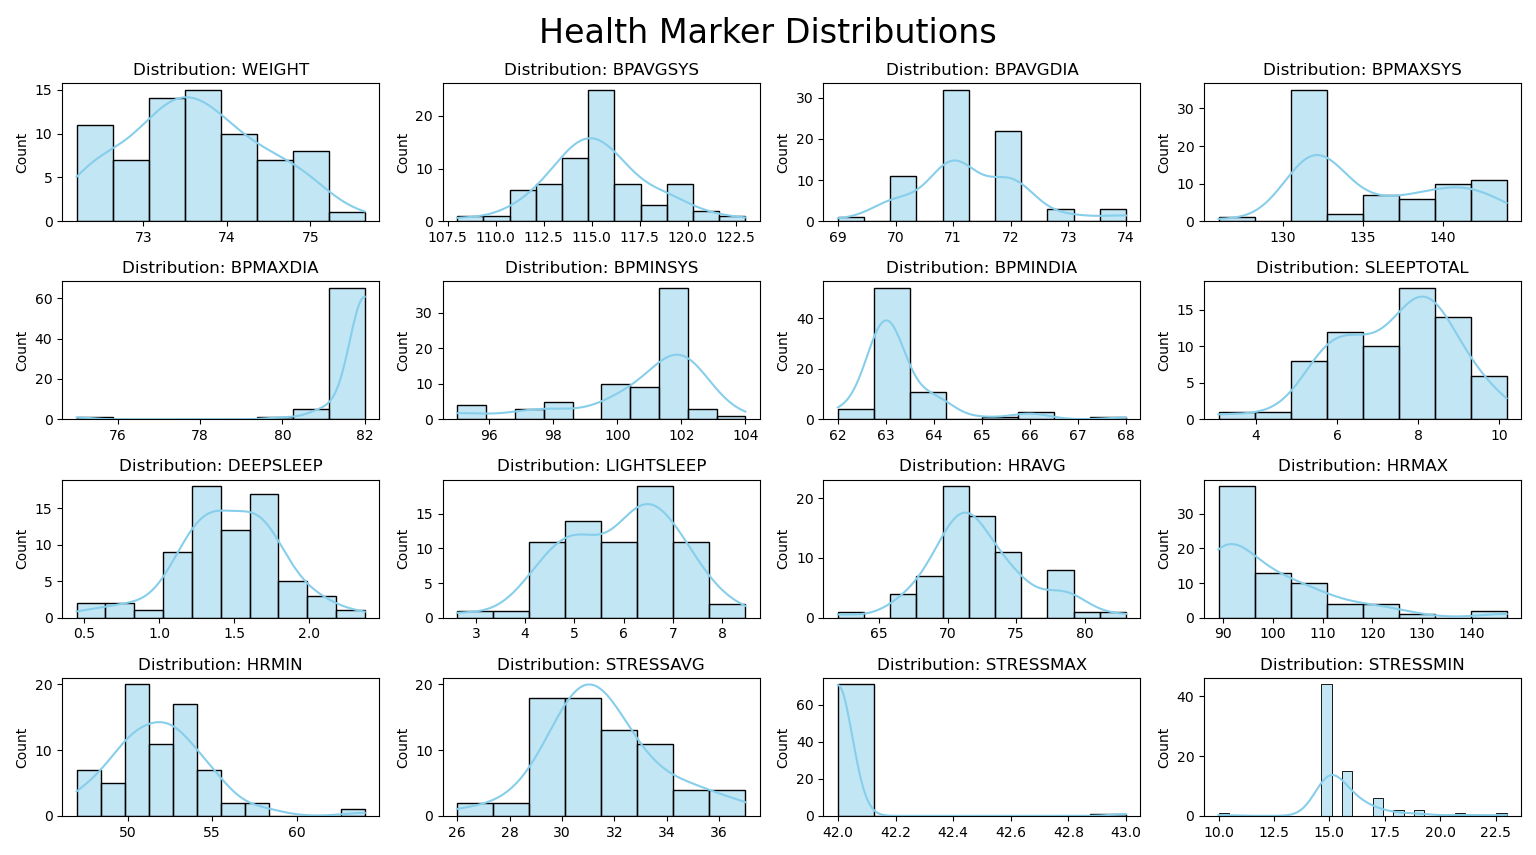 Health Marker Distributions
Distribution: WEIGHT
Count
15
10
5
0
73 74 75
Distribution: BPAVGSYS
Count
20
10
0
107.5 110.0 112.5 115.0 117.5 120.0 122.5
Distribution: BPAVGDIA
Count
30
20
10
0
69 70 71 72 73 74
Distribution: BPMAXSYS
Count
30
20
10
0
130 135 140
Distribution: BPMAXDIA
Count
60
40
20
0
76 78 80 82
Distribution: BPMINSYS
Count
30
20
10
0
96 98 100 102 104
Distribution: BPMINDIA
Count
40
20
0
62 63 64 65 66 67 68
Distribution: SLEEPTOTAL
Count
15
10
5
0
4 6 8 10
Distribution: DEEPSLEEP
Count
15
10
5
0
0.5 1.0 1.5 2.0
Distribution: LIGHTSLEEP
Count
15
10
5
0
3 4 5 6 7 8
Distribution: HRAVG
Count
20
10
0
65 70 75 80
Distribution: HRMAX
Count
30
20
10
0
90 100 110 120 130 140
Distribution: HRMIN
Count
20
10
0
50 55 60
Distribution: STRESSAVG
Count
20
10
0
26 28 30 32 34 36
Distribution: STRESSMAX
Count
60
40
20
0
42.0 42.2 42.4 42.6 42.8 43.0
Distribution: STRESSMIN
Count
40
20
0
10.0 12.5 15.0 17.5 20.0 22.5